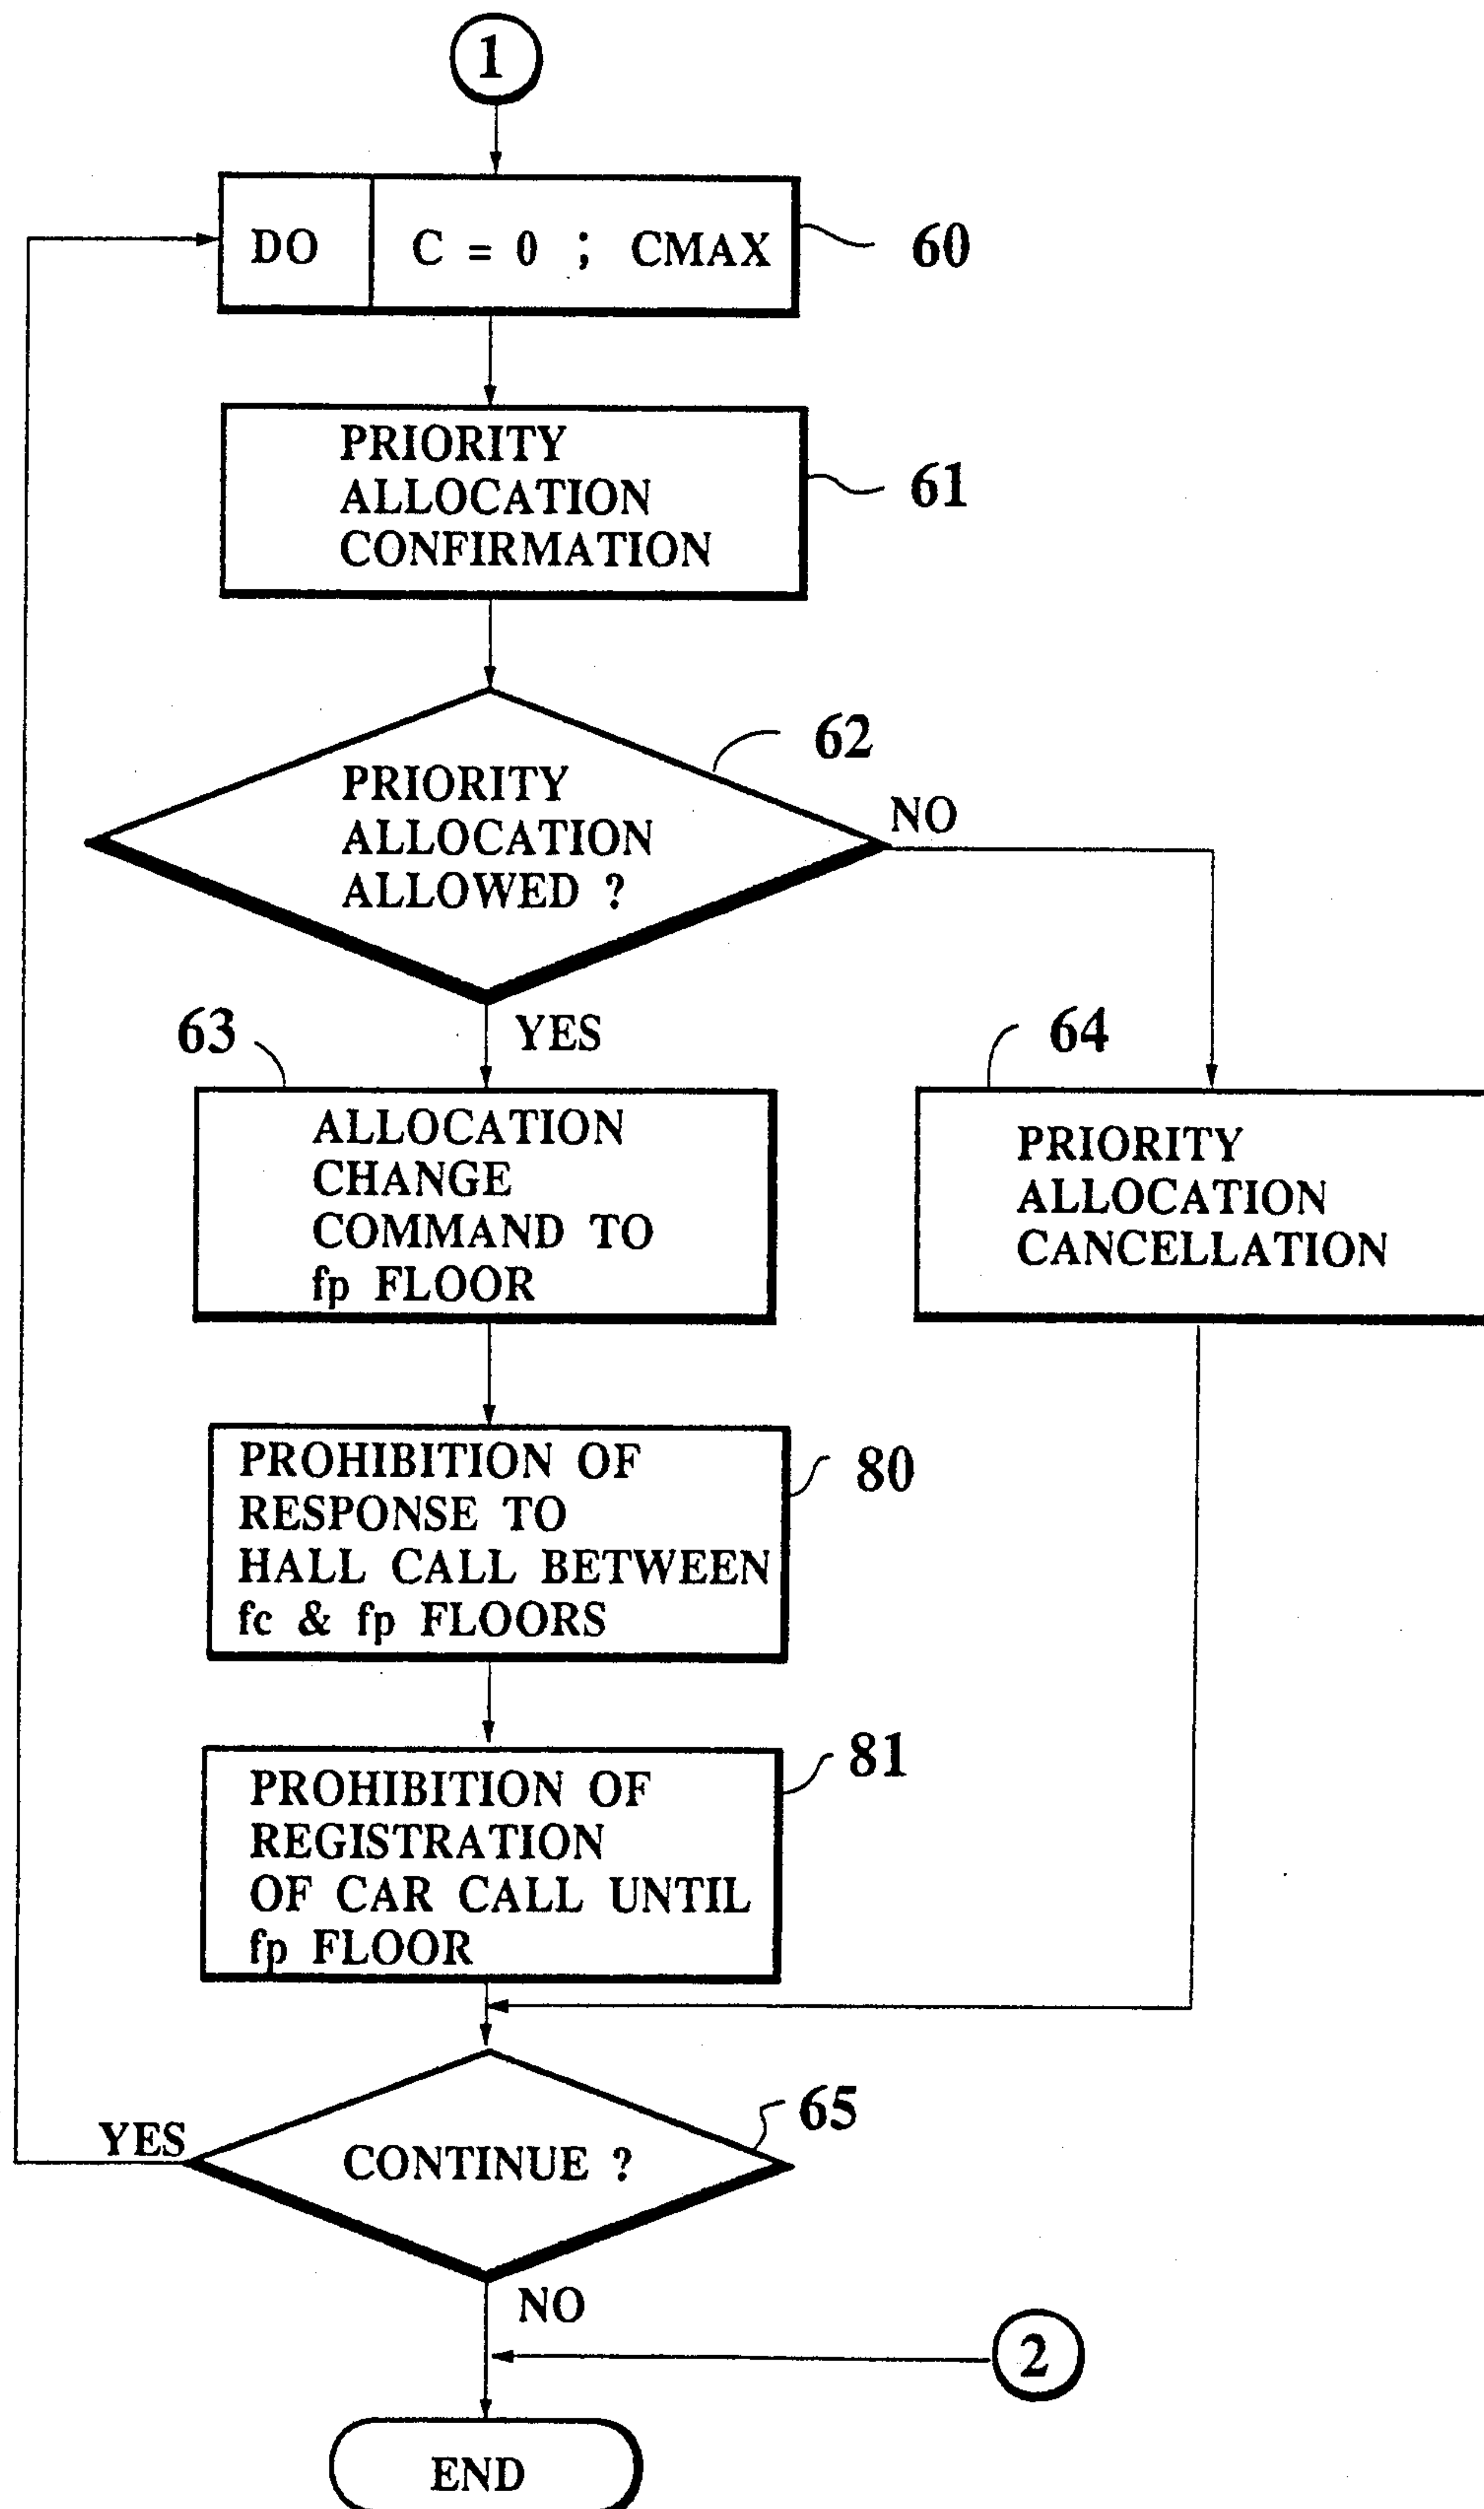 1
DO C = 0 ; CMAX
60
PRIORITY
ALLOCATION
CONFIRMATION
61
62
PRIORITY
ALLOCATION
ALLOWED ?
NO
YES
63
ALLOCATION
CHANGE
COMMAND TO
fp FLOOR
64
PRIORITY
ALLOCATION
CANCELLATION
PROHIBITION OF
RESPONSE TO
HALL CALL BETWEEN
fc & fp FLOORS
80
PROHIBITION OF
REGISTRATION
OF CAR CALL UNTIL
fp FLOOR
81
65
YES
CONTINUE ?
NO
2
END